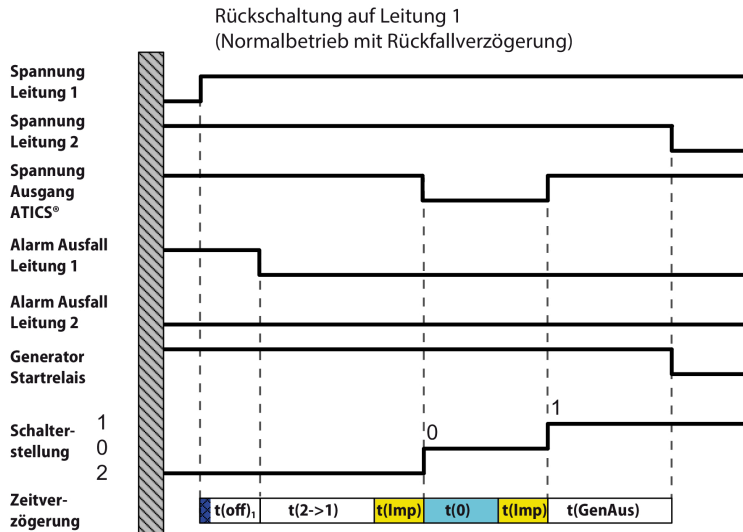 Rückschaltung auf Leitung 1
(Normalbetrieb mit Rückfallverzögerung)
Spannung
Leitung 1
Spannung
Leitung 2
Spannung
Ausgang
ATICS®
Alarm Ausfall
Leitung 1
Alarm Ausfall
Leitung 2
Generator
Startrelais
Schalter-
stellung
1
0
2
0
1
Zeitver-
zögerung
t(off)₁ t(2->1) t(Imp) t(0) t(Imp) t(GenAus)